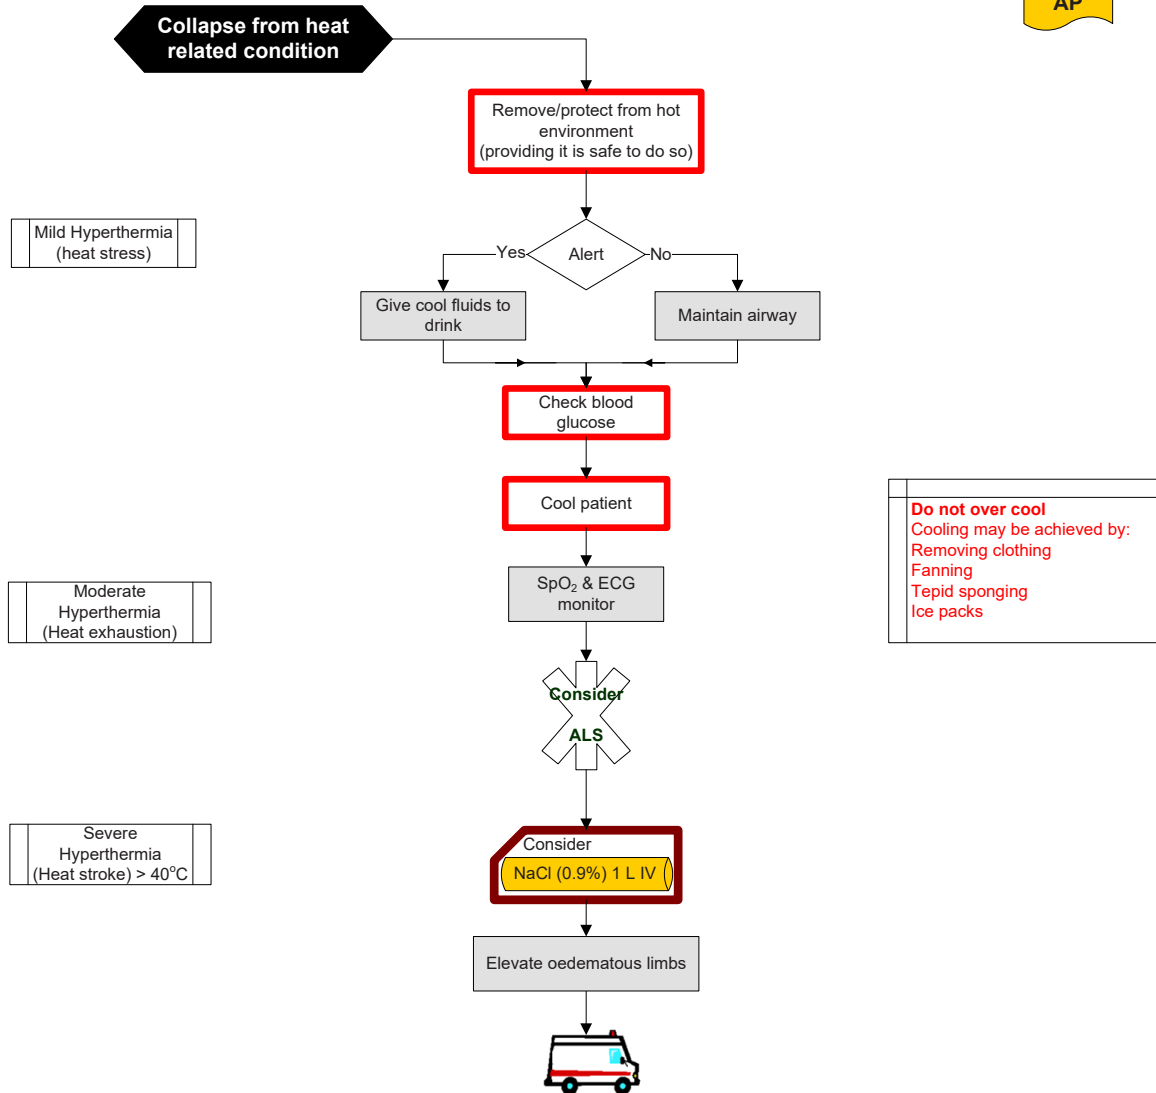 Collapse from heat
related condition
AP
Remove/protect from hot
environment
(providing it is safe to do so)
Mild Hyperthermia
(heat stress)
Yes
Alert
No
Give cool fluids to
drink
Maintain airway
Check blood
glucose
Cool patient
Do not over cool
Cooling may be achieved by:
Removing clothing
Fanning
Tepid sponging
Ice packs
Moderate
Hyperthermia
(Heat exhaustion)
SpO₂ & ECG
monitor
Consider
ALS
Severe
Hyperthermia
(Heat stroke) > 40°C
Consider
NaCl (0.9%) 1 L IV
Elevate oedematous limbs